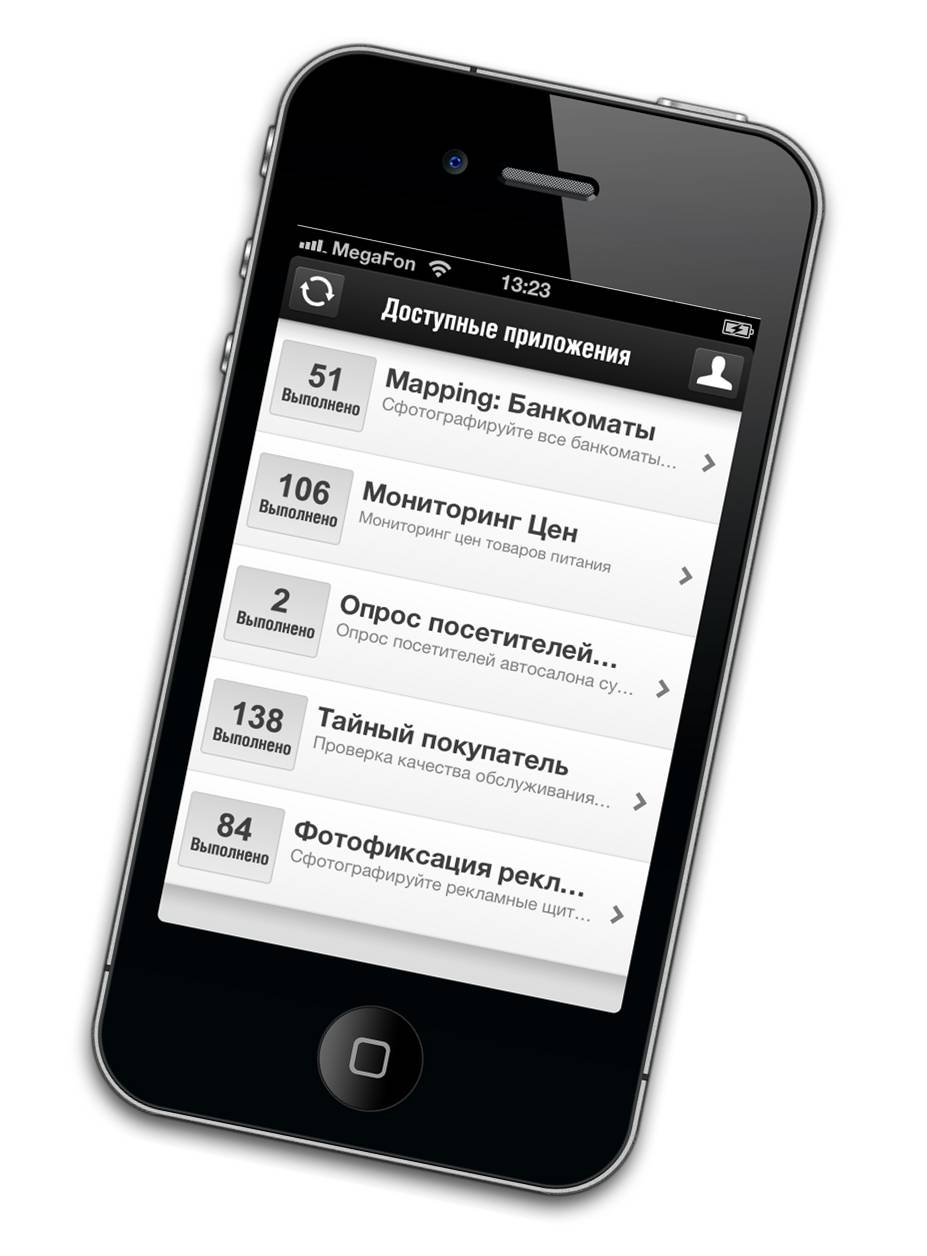 MegaFon
13:23
Доступные приложения
51
Выполнено
Mapping: Банкоматы
Сфотографируйте все банкоматы...
106
Выполнено
Мониторинг Цен
Мониторинг цен товаров питания
2
Выполнено
Опрос посетителей...
Опрос посетителей автосалона су...
138
Выполнено
Тайный покупатель
Проверка качества обслуживания...
84
Выполнено
Фотофиксация рекл...
Сфотографируйте рекламные щит...